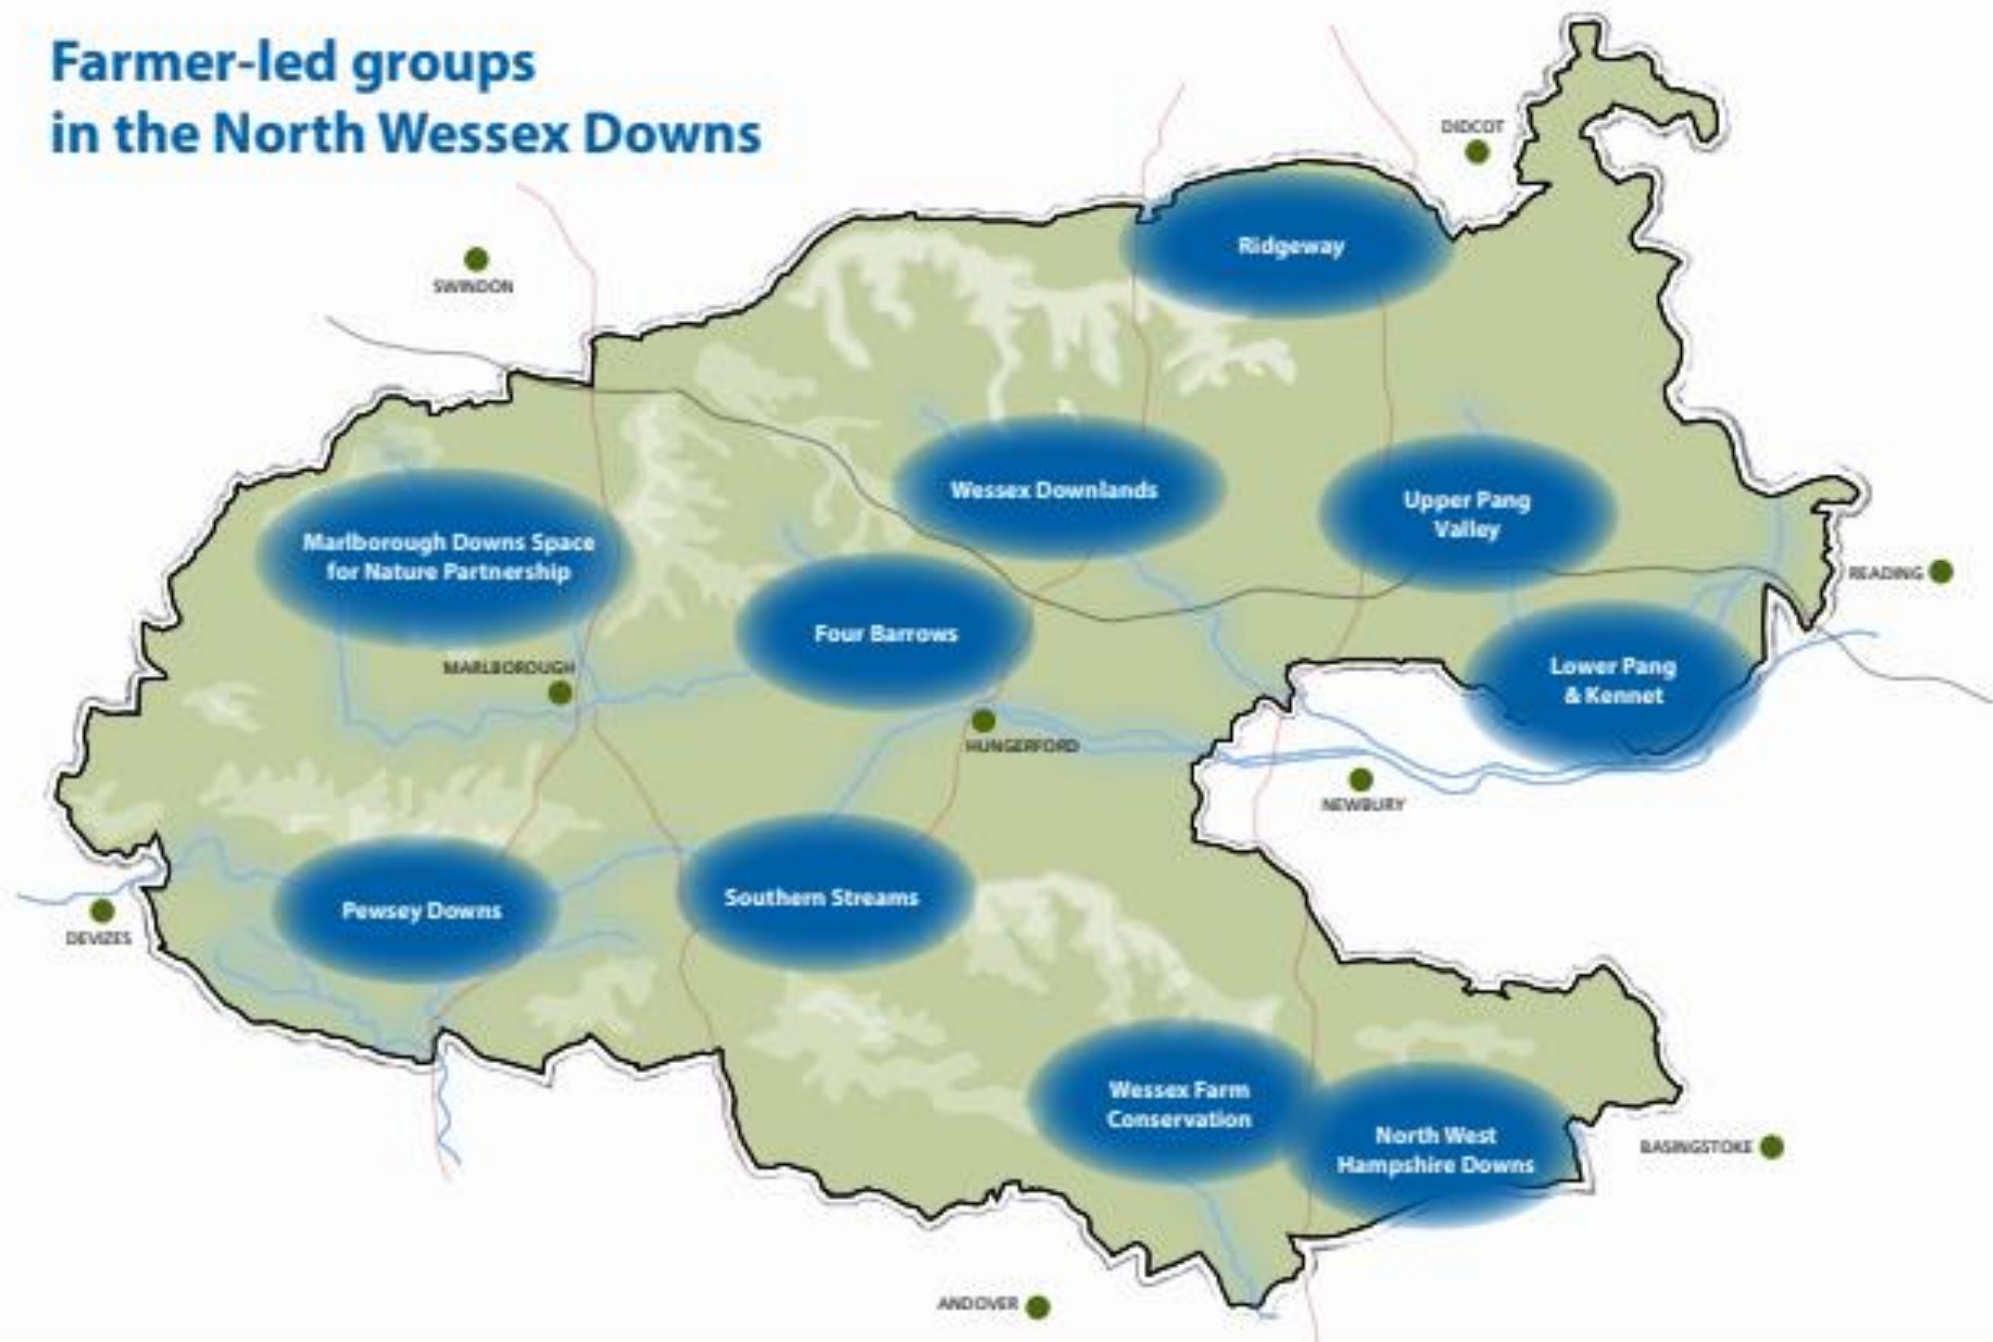 Farmer-led groups
in the North Wessex Downs
DIDCOT
Ridgeway
SWINDON
Wessex Downlands
Upper Pang
Valley
Marlborough Downs Space
for Nature Partnership
READING
Four Barrows
MARLBOROUGH
Lower Pang
& Kennet
HUNGERFORD
NEWBURY
Southern Streams
Pewsey Downs
DEVIZES
Wessex Farm
Conservation
North West
Hampshire Downs
BASINGSTOKE
ANDOVER